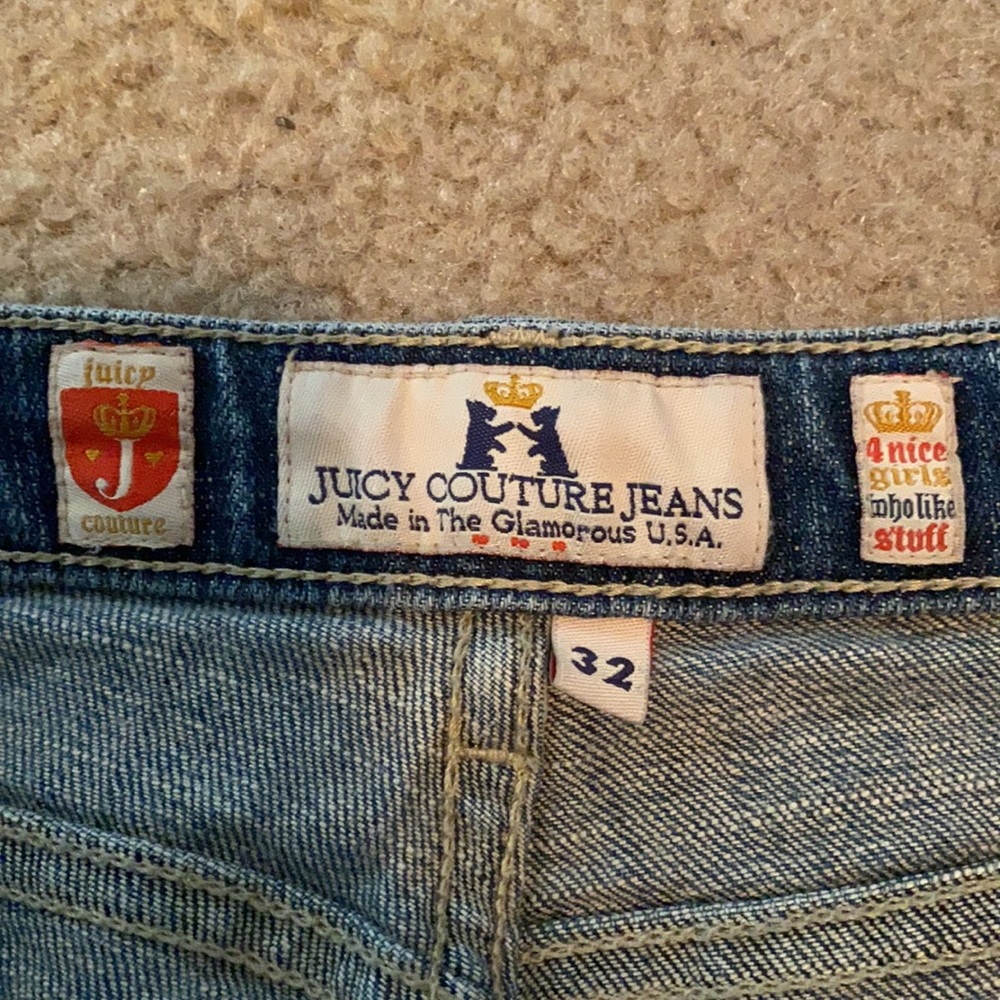 juicy
J
couture
JUICY COUTURE JEANS
Made in The Glamorous U.S.A.
4 nice
girls
who like
stuff
32